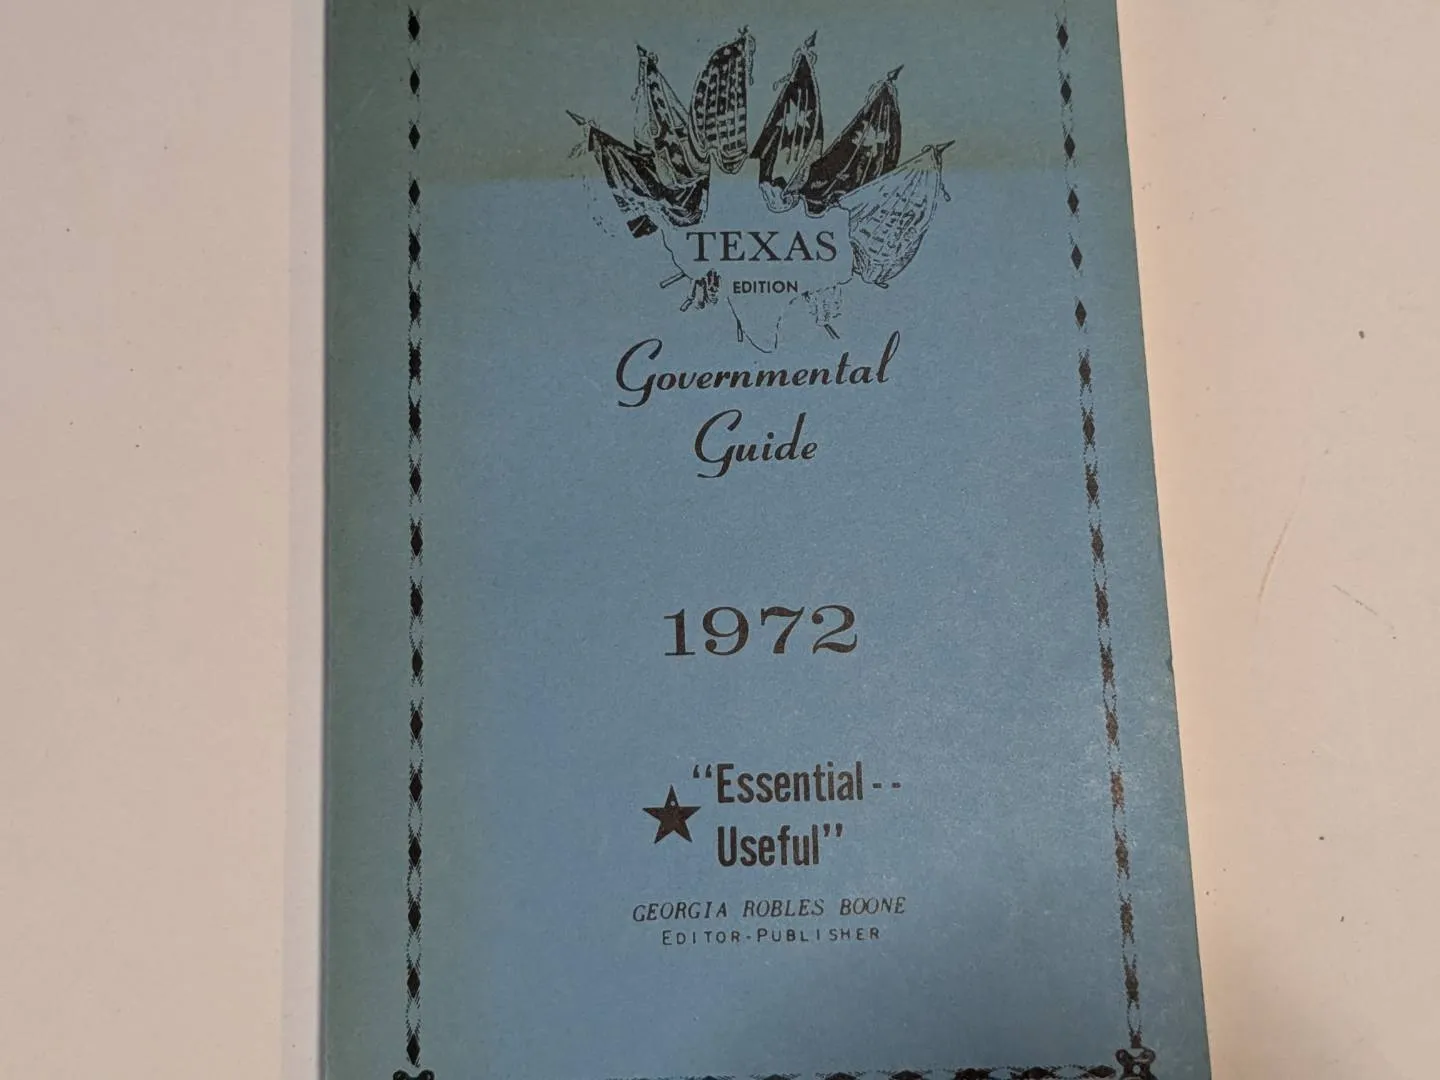 TEXAS
EDITION
Governmental
Guide
1972
"Essential--
Useful"
GEORGIA ROBLES BOONE
EDITOR-PUBLISHER